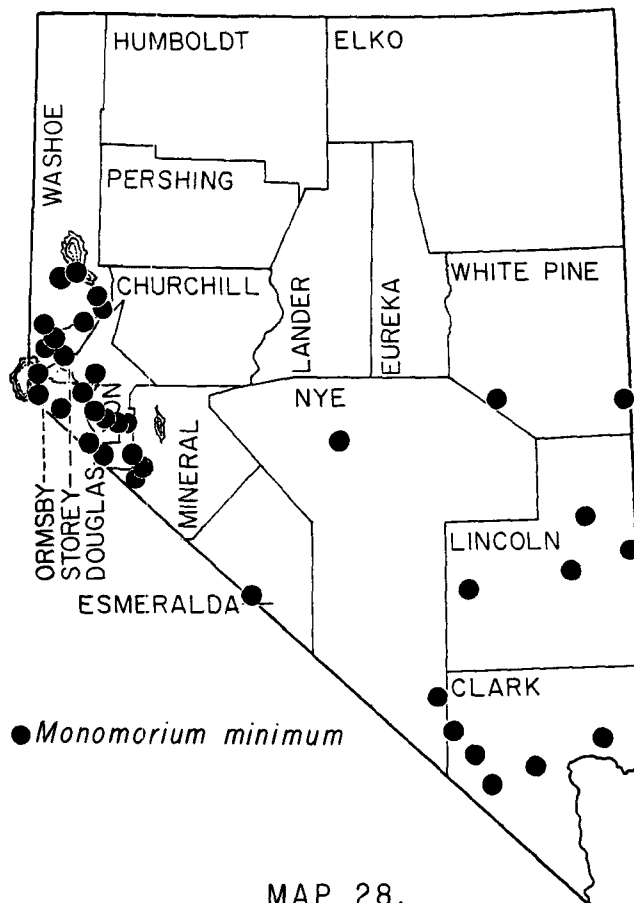 HUMBOLDT
ELKO
WASHOE
PERSHING
CHURCHILL
LANDER
EUREKA
WHITE PINE
NYE
LYON
MINERAL
ORMSBY
STOREY
DOUGLAS
LINCOLN
ESMERALDA
CLARK
Monomorium minimum
MAP 28.